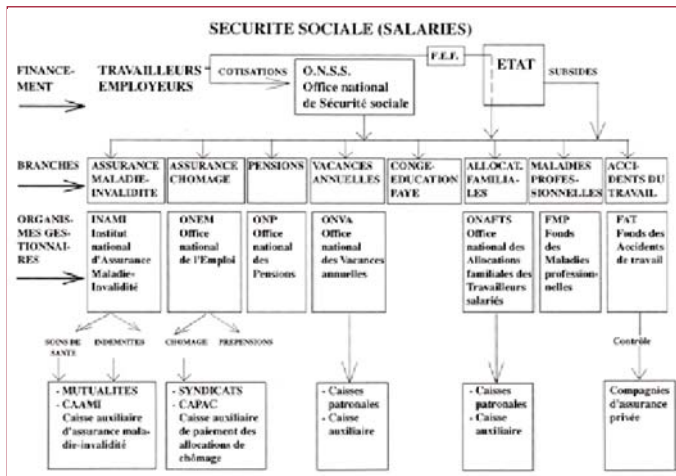 SECURITE SOCIALE (SALARIES)
FINANCE-
MENT
TRAVAILLEURS
EMPLOYEURS
COTISATIONS
O.N.S.S.
Office national
de Sécurité sociale
F.E.F.
ETAT
SUBSIDES
BRANCHES
ASSURANCE
MALADIE-
INVALIDITE
ASSURANCE
CHOMAGE
PENSIONS
VACANCES
ANNUELLES
CONGE-
EDUCATION
PAYE
ALLOCAT.
FAMILIA-
LES
MALADIES
PROFES-
SIONNELLES
ACCI-
DENTS DU
TRAVAIL
ORGANIS-
MES GES-
TIONNAI-
RES
INAMI
Institut
national
d'Assurance
Maladie-
Invalidité
ONEM
Office
national
de l'Emploi
ONP
Office
national
des
Pensions
ONVA
Office
national
des Vacances
annuelles
ONAFTS
Office
national des
Allocations
familiales des
Travailleurs
salariés
FMP
Fonds
des
Maladies
profession-
nelles
FAT
Fonds des
Accidents
de travail
SOINS DE
SANTE
INDEMNITES
CHOMAGE
PREPENSIONS
Contrôle
- MUTUALITES
- CAAMI
Caisse auxiliaire
d'assurance mala-
die-invalidité
- SYNDICATS
- CAPAC
Caisse auxiliaire
de paiement des
allocations de
chômage
- Caisses
patronales
- Caisse
auxiliaire
- Caisses
patronales
- Caisse
auxiliaire
Compagnies
d'assurance
privée